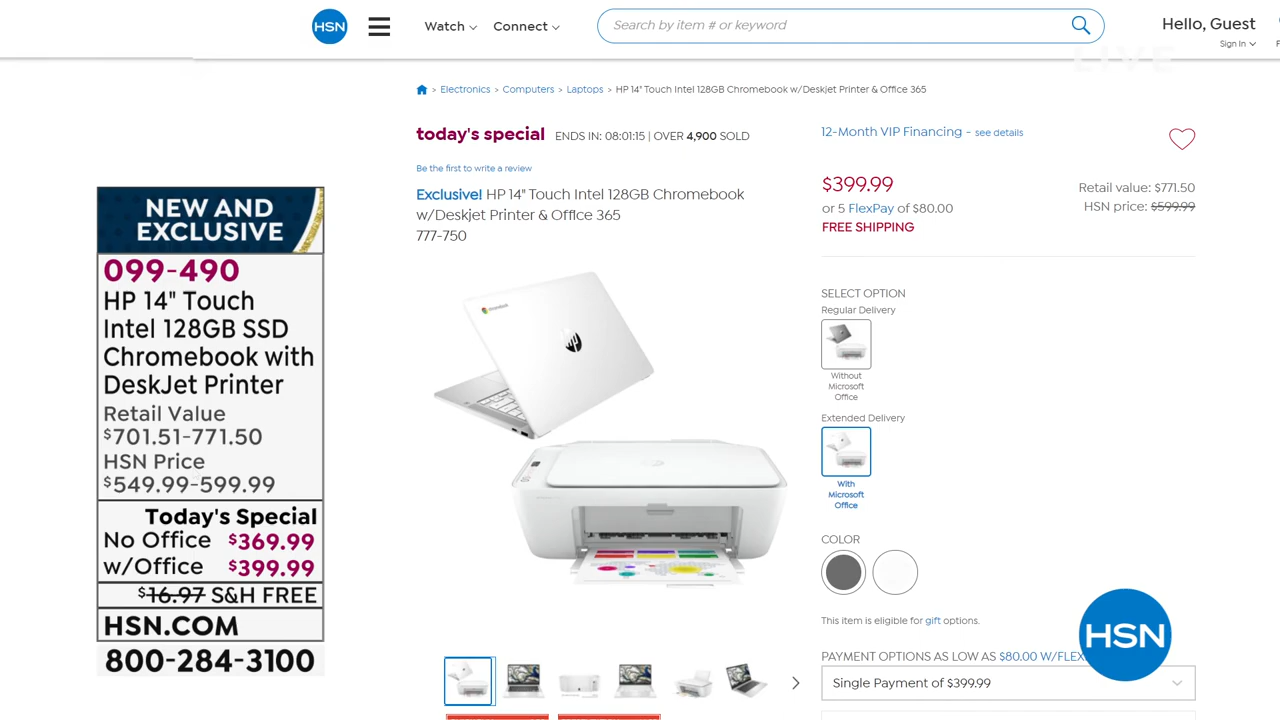 HSN
Watch
Connect
Search by item # or keyword
Hello, Guest
Sign In
LIVE
> Electronics > Computers > Laptops > HP 14" Touch Intel 128GB Chromebook w/Deskjet Printer & Office 365
today's special ENDS IN: 08:01:15 | OVER 4,900 SOLD
Be the first to write a review
Exclusive! HP 14" Touch Intel 128GB Chromebook
w/Deskjet Printer & Office 365
777-750
12-Month VIP Financing - see details
$399.99
or 5 FlexPay of $80.00
FREE SHIPPING
Retail value: $771.50
HSN price: $599.99
SELECT OPTION
Regular Delivery
Without
Microsoft
Office
Extended Delivery
With
Microsoft
Office
COLOR
This item is eligible for gift options.
PAYMENT OPTIONS AS LOW AS $80.00 W/FLEX
Single Payment of $399.99
HSN
NEW AND
EXCLUSIVE
099-490
HP 14" Touch
Intel 128GB SSD
Chromebook with
DeskJet Printer
Retail Value
$701.51-771.50
HSN Price
$549.99-599.99
Today's Special
No Office $369.99
w/Office $399.99
$16.97 S&H FREE
HSN.COM
800-284-3100
chromebook
hp